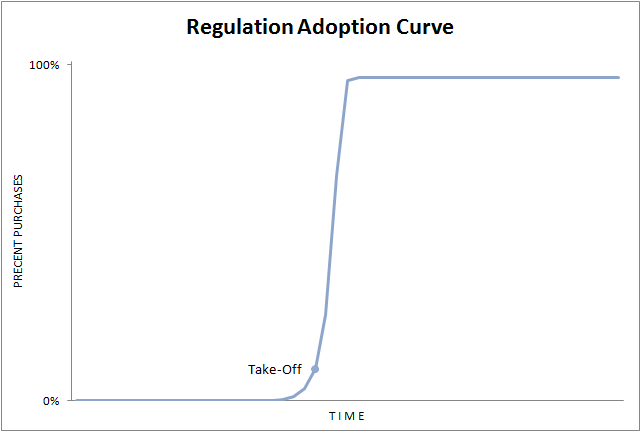 Regulation Adoption Curve
100%
PRECENT PURCHASES
Take-Off
0%
TIME